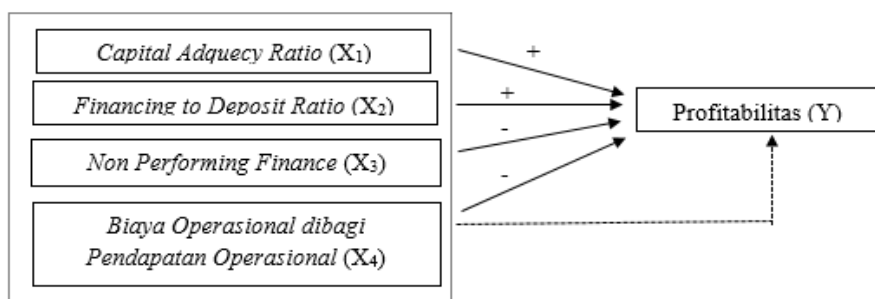 Capital Adquecy Ratio (X₁)
+
Financing to Deposit Ratio (X₂)
+
Profitabilitas (Y)
-
Non Performing Finance (X₃)
-
Biaya Operasional dibagi
Pendapatan Operasional (X₄)